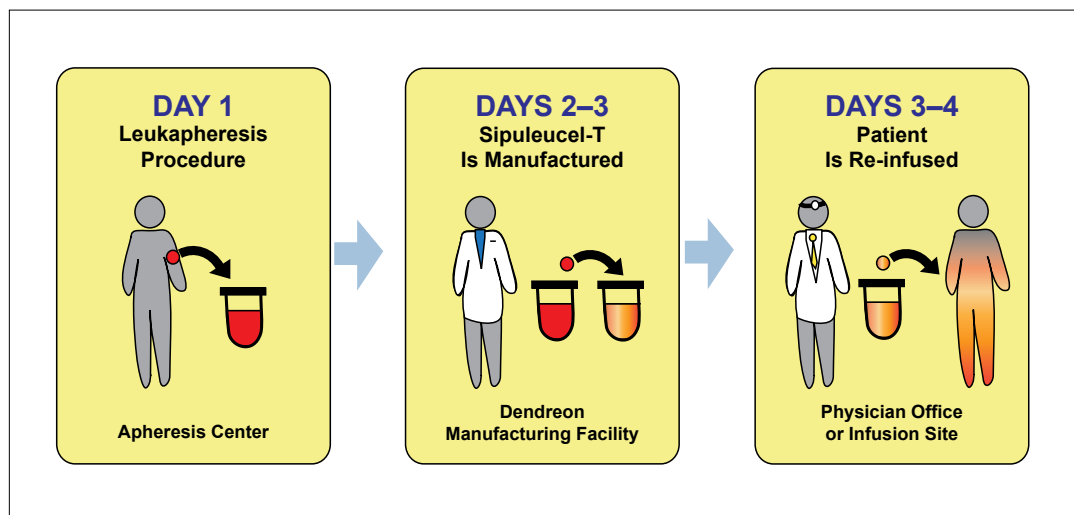 DAY 1
Leukapheresis
Procedure
Apheresis Center
DAYS 2–3
Sipuleucel-T
Is Manufactured
Dendreon
Manufacturing Facility
DAYS 3–4
Patient
Is Re-infused
Physician Office
or Infusion Site